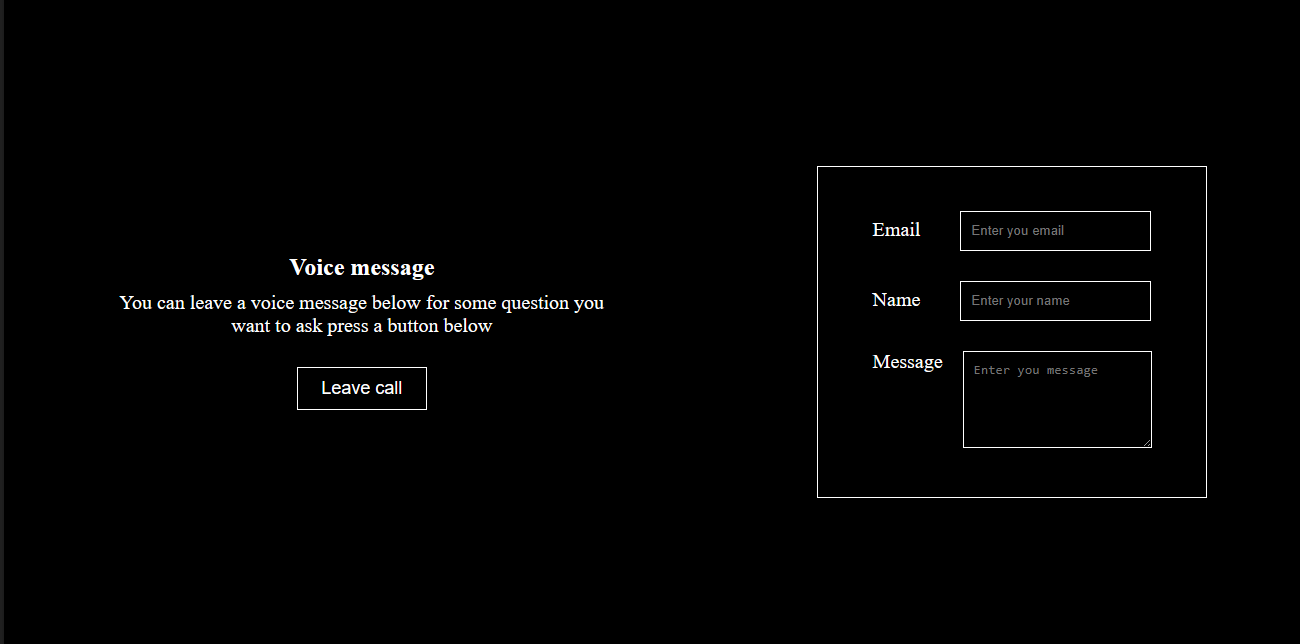 Voice message
You can leave a voice message below for some question you
want to ask press a button below
Leave call
Email
Enter you email
Name
Enter your name
Message
Enter you message